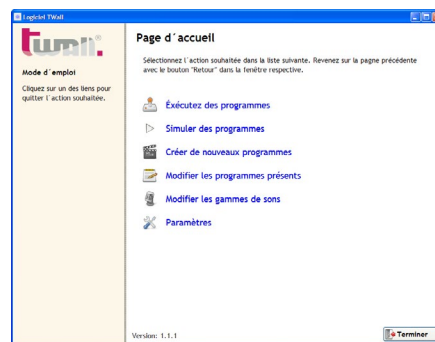 Logiciel TWall
twall®
Mode d´emploi
Cliquez sur un des liens pour
quitter l´action souhaitée.
Page d´accueil
Sélectionnez l´action souhaitée dans la liste suivante. Revenez sur la pagne précédente
avec le bouton "Retour" dans la fenêtre respective.
Éxécutez des programmes
Simuler des programmes
Créer de nouveaux programmes
Modifier les programmes présents
Modifier les gammes de sons
Paramètres
Version: 1.1.1
Terminer